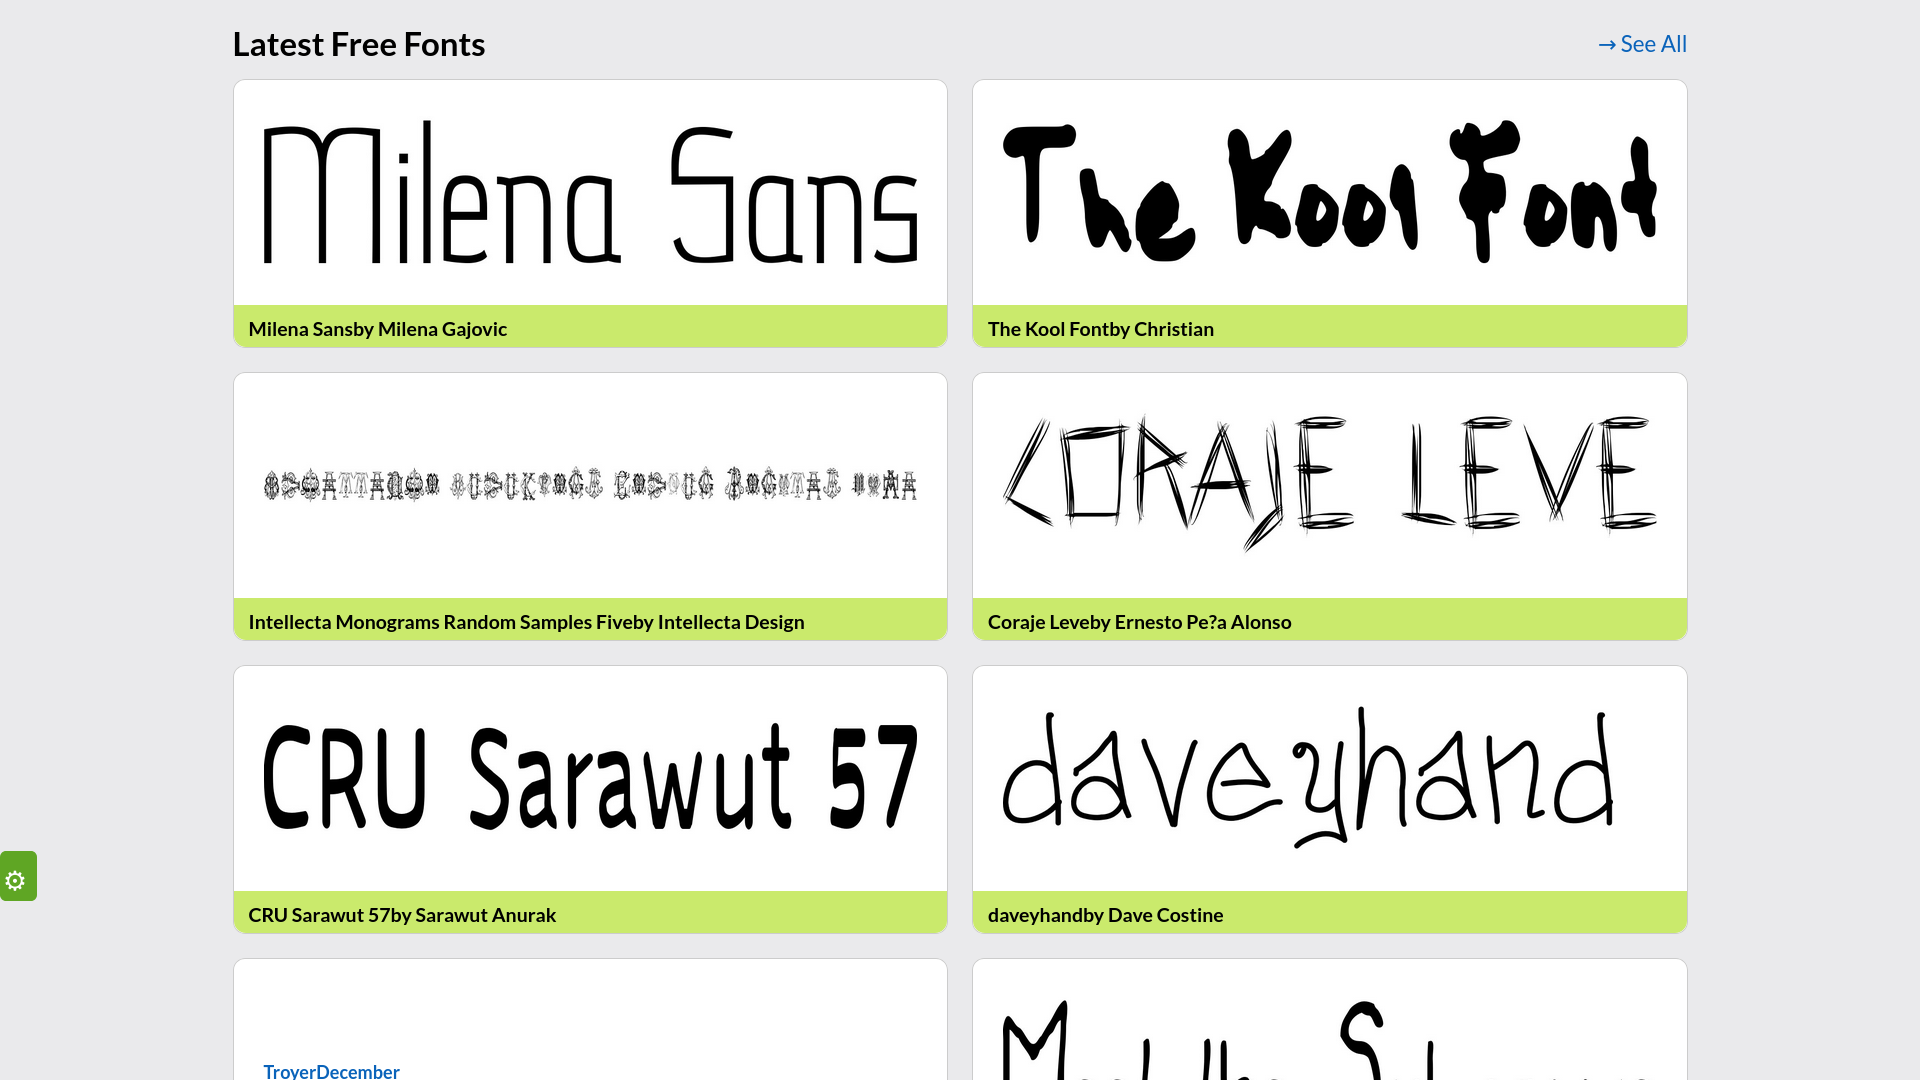 Latest Free Fonts
→ See All
Milena Sans
The Kool Font
Milena Sansby Milena Gajovic
The Kool Fontby Christian
CORAJE LEVE
Intellecta Monograms Random Samples Fiveby Intellecta Design
Coraje Leveby Ernesto Pe?a Alonso
CRU Sarawut 57
daveyhand
CRU Sarawut 57by Sarawut Anurak
daveyhandby Dave Costine
TroyerDecember